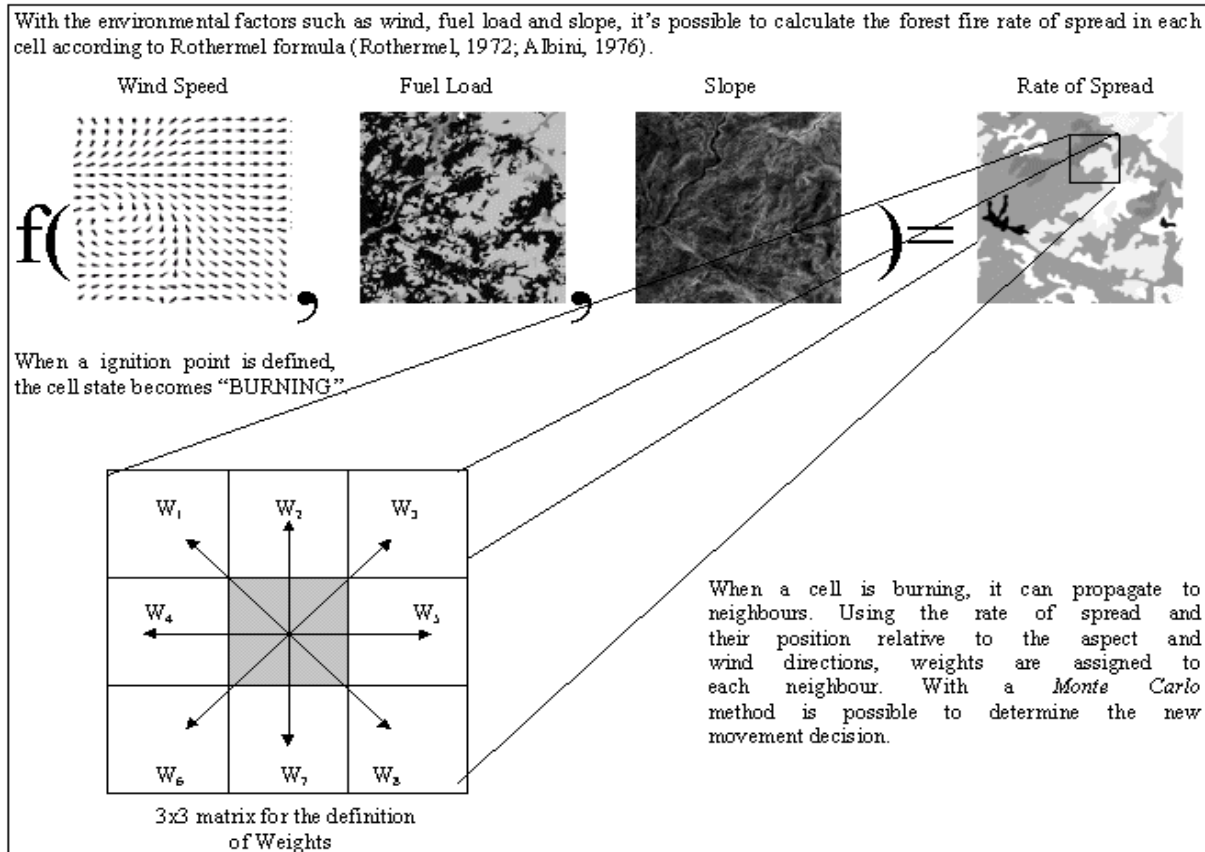 With the environmental factors such as wind, fuel load and slope, it's possible to calculate the forest fire rate of spread in each
cell according to Rothermel formula (Rothermel, 1972; Albini, 1976).
Wind Speed Fuel Load Slope Rate of Spread
f( , , )=
When a ignition point is defined,
the cell state becomes “BURNING”.
W₁ W₂ W₃
W₄ W₅
W₆ W₇ W₈
3x3 matrix for the definition
of Weights
When a cell is burning, it can propagate to
neighbours. Using the rate of spread and
their position relative to the aspect and
wind directions, weights are assigned to
each neighbour. With a Monte Carlo
method is possible to determine the new
movement decision.